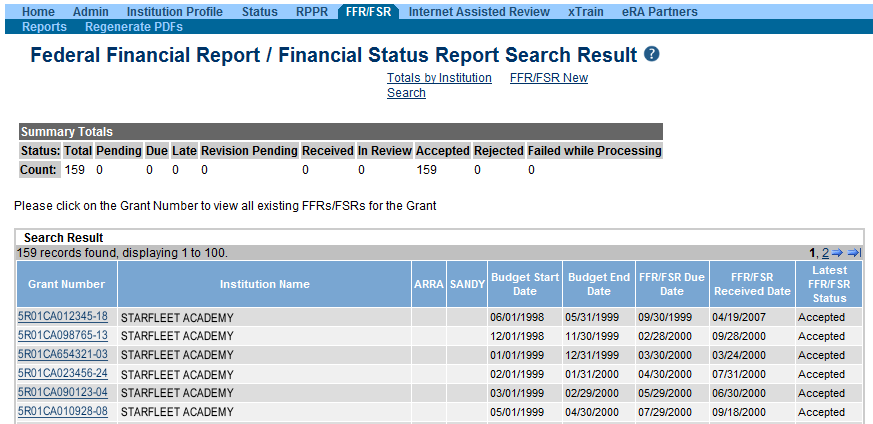 Home Admin Institution Profile Status RPPR FFR/FSR Internet Assisted Review xTrain eRA Partners
Reports Regenerate PDFs
Federal Financial Report / Financial Status Report Search Result ?
Totals by Institution FFR/FSR New
Search
Summary Totals
Status: Total Pending Due Late Revision Pending Received In Review Accepted Rejected Failed while Processing
Count: 159 0 0 0 0 0 0 159 0 0
Please click on the Grant Number to view all existing FFRs/FSRs for the Grant
Search Result
159 records found, displaying 1 to 100. 1, 2
Grant Number Institution Name ARRA SANDY Budget Start Date Budget End Date FFR/FSR Due Date FFR/FSR Received Date Latest FFR/FSR Status
5R01CA012345-18 STARFLEET ACADEMY 06/01/1998 05/31/1999 09/30/1999 04/19/2007 Accepted
5R01CA098765-13 STARFLEET ACADEMY 12/01/1998 11/30/1999 02/28/2000 09/28/2000 Accepted
5R01CA654321-03 STARFLEET ACADEMY 01/01/1999 12/31/1999 03/30/2000 03/24/2000 Accepted
5R01CA023456-24 STARFLEET ACADEMY 02/01/1999 01/31/2000 04/30/2000 07/31/2000 Accepted
5R01CA090123-04 STARFLEET ACADEMY 03/01/1999 02/29/2000 05/29/2000 06/30/2000 Accepted
5R01CA010928-08 STARFLEET ACADEMY 05/01/1999 04/30/2000 07/29/2000 09/18/2000 Accepted